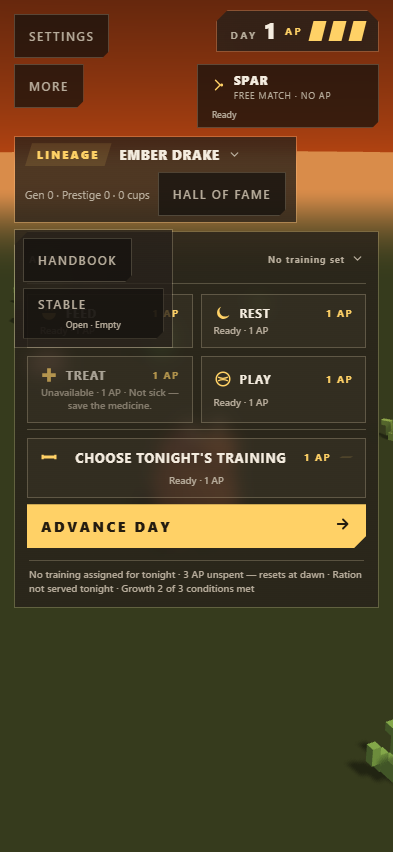 SETTINGS
DAY 1 AP
MORE
SPAR
FREE MATCH · NO AP
Ready
LINEAGE EMBER DRAKE
Gen 0 · Prestige 0 · 0 cups
HALL OF FAME
HANDBOOK
No training set
STABLE
Open · Empty
FEED
AP
REST 1 AP
Ready · 1 AP
TREAT 1 AP
Unavailable · 1 AP · Not sick —
save the medicine.
PLAY 1 AP
Ready · 1 AP
CHOOSE TONIGHT'S TRAINING 1 AP
Ready · 1 AP
ADVANCE DAY
No training assigned for tonight · 3 AP unspent — resets at dawn · Ration
not served tonight · Growth 2 of 3 conditions met